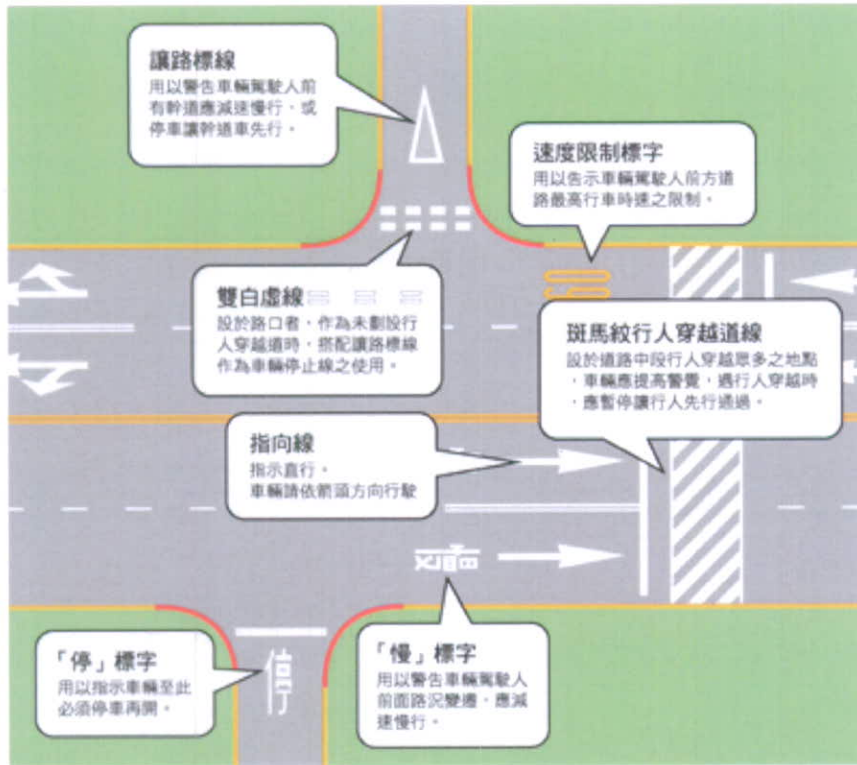 讓路標線
用以警告車輛駕駛人前
有幹道應減速慢行，或
停車讓幹道車先行。
速度限制標字
用以告示車輛駕駛人前方道
路最高行車時速之限制。
雙白虛線
設於路口者，作為未劃設行
人穿越道時，搭配讓路標線
作為車輛停止線之使用。
50
斑馬紋行人穿越道線
設於道路中段行人穿越眾多之地點
，車輛應提高警覺，遇行人穿越時
，應暫停讓行人先行通過。
指向線
指示直行。
車輛請依箭頭方向行駛
慢
「停」標字
用以指示車輛至此
必須停車再開。
停
「慢」標字
用以警告車輛駕駛人
前面路況變遷，應減
速慢行。